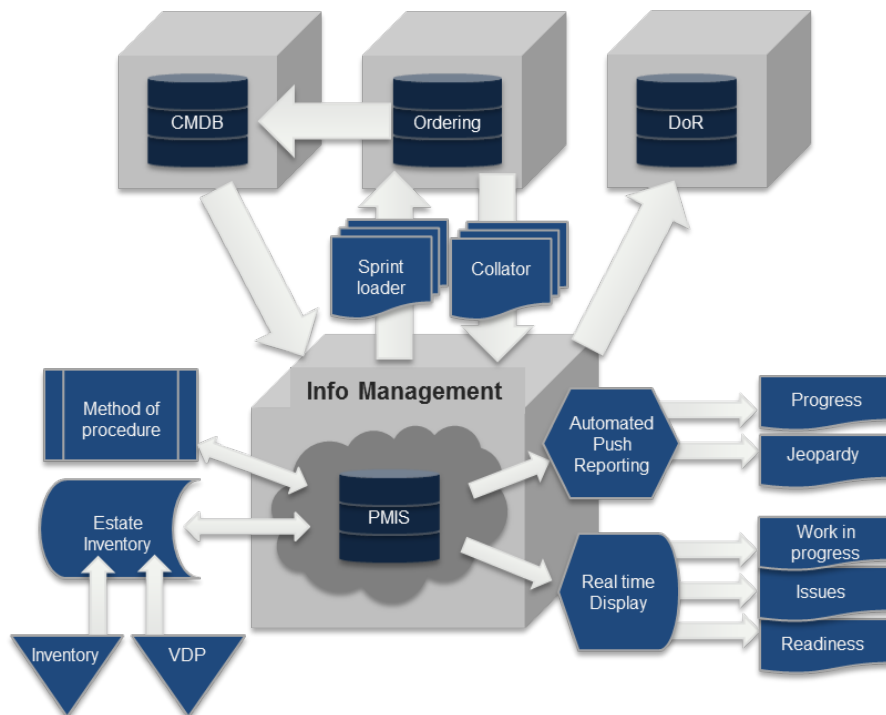 CMDB
Ordering
DoR
Sprint
loader
Collator
Info Management
Method of
procedure
Automated
Push
Reporting
Progress
Jeopardy
Estate
Inventory
PMIS
Real time
Display
Work in
progress
Issues
Readiness
Inventory
VDP